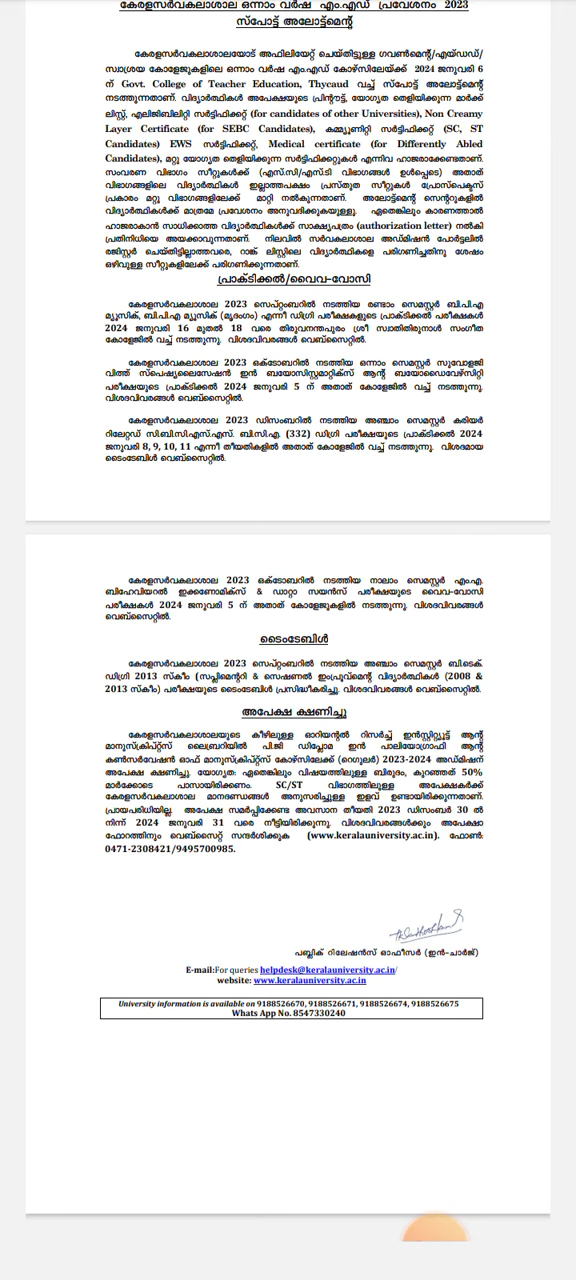 കേരളസർവകലാശാല ഒന്നാം വർഷ എം.എഡ് പ്രവേശനം 2023
സ്പോട്ട് അലോട്ട്മെന്റ്
കേരളസർവകലാശാലയോട് അഫിലിയേറ്റ് ചെയ്തിട്ടുള്ള ഗവൺമെന്റ്/എയ്ഡഡ്/
സ്വാശ്രയ കോളേജുകളിലെ ഒന്നാം വർഷ എം.എഡ് കോഴ്സിലേയ്ക്ക് 2024 ജനുവരി 6
ന് Govt. College of Teacher Education, Thycaud വച്ച് സ്പോട്ട് അലോട്ട്മെന്റ്
നടത്തുന്നതാണ്. വിദ്യാർത്ഥികൾ അപേക്ഷയുടെ പ്രിന്റൗട്ട്, യോഗ്യത തെളിയിക്കുന്ന മാർക്ക്
ലിസ്റ്റ്, എലിജിബിലിറ്റി സർട്ടിഫിക്കറ്റ് (for candidates of other Universities), Non Creamy
Layer Certificate (for SEBC Candidates), കമ്മ്യൂണിറ്റി സർട്ടിഫിക്കറ്റ് (SC, ST
Candidates) EWS സർട്ടിഫിക്കറ്റ്, Medical certificate (for Differently Abled
Candidates), മറ്റു യോഗ്യത തെളിയിക്കുന്ന സർട്ടിഫിക്കറ്റുകൾ എന്നിവ ഹാജരാക്കേണ്ടതാണ്.
സംവരണ വിഭാഗം സീറ്റുകൾക്ക് (എസ്.സി/എസ്.ടി വിഭാഗങ്ങൾ ഉൾപ്പെടെ) അതാത്
വിഭാഗങ്ങളിലെ വിദ്യാർത്ഥികൾ ഇല്ലാത്തപക്ഷം പ്രസ്തുത സീറ്റുകൾ പ്രോസ്പെക്ടസ്
പ്രകാരം മറ്റു വിഭാഗങ്ങളിലേക്ക് മാറ്റി നൽകുന്നതാണ്. അലോട്ട്മെന്റ് സെന്ററുകളിൽ
വിദ്യാർത്ഥികൾക്ക് മാത്രമേ പ്രവേശനം അനുവദിക്കുകയുളളു. ഏതെങ്കിലും കാരണത്താൽ
ഹാജരാകാൻ സാധിക്കാത്ത വിദ്യാർത്ഥികൾക്ക് സാക്ഷ്യപത്രം (authorization letter) നൽകി
പ്രതിനിധിയെ അയക്കാവുന്നതാണ്. നിലവിൽ സർവകലാശാല അഡ്മിഷൻ പോർട്ടലിൽ
രജിസ്റ്റർ ചെയ്തിട്ടില്ലാത്തവരെ, റാങ്ക് ലിസ്റ്റിലെ വിദ്യാർത്ഥികളെ പരിഗണിച്ചതിനു ശേഷം
ഒഴിവുള്ള സീറ്റുകളിലേക്ക് പരിഗണിക്കുന്നതാണ്.
പ്രാക്ടിക്കൽ/വൈവ-വോസി
കേരളസർവകലാശാല 2023 സെപ്റ്റംബറിൽ നടത്തിയ രണ്ടാം സെമസ്റ്റർ ബി.പി.എ
മ്യൂസിക്, ബി.പി.എ മ്യൂസിക് (മൃദംഗം) എന്നീ ഡിഗ്രി പരീക്ഷകളുടെ പ്രാക്ടിക്കൽ പരീക്ഷകൾ
2024 ജനുവരി 16 മുതൽ 18 വരെ തിരുവനന്തപുരം ശ്രീ സ്വാതിതിരുനാൾ സംഗീത
കോളേജിൽ വച്ച് നടത്തുന്നു. വിശദവിവരങ്ങൾ വെബ്സൈറ്റിൽ.
കേരളസർവകലാശാല 2023 ഒക്ടോബറിൽ നടത്തിയ ഒന്നാം സെമസ്റ്റർ സുവോളജി
വിത്ത് സ്പെഷ്യലൈസേഷൻ ഇൻ ബയോസിസ്റ്റമാറ്റിക്സ് ആന്റ് ബയോഡൈവേഴ്സിറ്റി
പരീക്ഷയുടെ പ്രാക്ടിക്കൽ 2024 ജനുവരി 5 ന് അതാത് കോളേജിൽ വച്ച് നടത്തുന്നു.
വിശദവിവരങ്ങൾ വെബ്സൈറ്റിൽ.
കേരളസർവകലാശാല 2023 ഡിസംബറിൽ നടത്തിയ അഞ്ചാം സെമസ്റ്റർ കരിയർ
റിലേറ്റഡ് സി.ബി.സി.എസ്.എസ്. ബി.സി.എ. (332) ഡിഗ്രി പരീക്ഷയുടെ പ്രാക്ടിക്കൽ 2024
ജനുവരി 8, 9, 10, 11 എന്നീ തീയതികളിൽ അതാത് കോളേജിൽ വച്ച് നടത്തുന്നു. വിശദമായ
ടൈംടേബിൾ വെബ്സൈറ്റിൽ.
കേരളസർവകലാശാല 2023 ഒക്ടോബറിൽ നടത്തിയ നാലാം സെമസ്റ്റർ എം.എ.
ബിഹേവിയറൽ ഇക്കണോമിക്സ് & ഡാറ്റാ സയൻസ് പരീക്ഷയുടെ വൈവ-വോസി
പരീക്ഷകൾ 2024 ജനുവരി 5 ന് അതാത് കോളേജുകളിൽ നടത്തുന്നു. വിശദവിവരങ്ങൾ
വെബ്സൈറ്റിൽ.
ടൈംടേബിൾ
കേരളസർവകലാശാല 2023 സെപ്റ്റംബറിൽ നടത്തിയ അഞ്ചാം സെമസ്റ്റർ ബി.ടെക്.
ഡിഗ്രി 2013 സ്കീം (സപ്ലിമെന്ററി & സെഷണൽ ഇംപ്രൂവ്മെന്റ് വിദ്യാർത്ഥികൾ (2008 &
2013 സ്കീം) പരീക്ഷയുടെ ടൈംടേബിൾ പ്രസിദ്ധീകരിച്ചു. വിശദവിവരങ്ങൾ വെബ്സൈറ്റിൽ.
അപേക്ഷ ക്ഷണിച്ചു
കേരളസർവകലാശാലയുടെ കീഴിലുള്ള ഓറിയന്റൽ റിസർച്ച് ഇൻസ്റ്റിറ്റ്യൂട്ട് ആന്റ്
മാനുസ്ക്രിപ്റ്റ്സ് ലൈബ്രറിയിൽ പി.ജി ഡിപ്ലോമ ഇൻ പാലിയോഗ്രാഫി ആന്റ്
കൺസർവേഷൻ ഓഫ് മാനുസ്ക്രിപ്റ്റ്സ് കോഴ്സിലേക്ക് (റെഗുലർ) 2023-2024 അഡ്മിഷന്
അപേക്ഷ ക്ഷണിച്ചു. യോഗ്യത: ഏതെങ്കിലും വിഷയത്തിലുള്ള ബിരുദം, കുറഞ്ഞത് 50%
മാർക്കോടെ പാസായിരിക്കണം. SC/ST വിഭാഗത്തിലുള്ള അപേക്ഷകർക്ക്
കേരളസർവകലാശാല മാനദണ്ഡങ്ങൾ അനുസരിച്ചുള്ള ഇളവ് ഉണ്ടായിരിക്കുന്നതാണ്.
പ്രായപരിധിയില്ല. അപേക്ഷ സമർപ്പിക്കേണ്ട അവസാന തീയതി 2023 ഡിസംബർ 30 ൽ
നിന്ന് 2024 ജനുവരി 31 വരെ നീട്ടിയിരിക്കുന്നു. വിശദവിവരങ്ങൾക്കും അപേക്ഷാ
ഫോറത്തിനും വെബ്സൈറ്റ് സന്ദർശിക്കുക (www.keralauniversity.ac.in). ഫോൺ:
0471-2308421/9495700985.
പബ്ലിക് റിലേഷൻസ് ഓഫീസർ (ഇൻ-ചാർജ്)
E-mail:For queries helpdesk@keralauniversity.ac.in/
website: www.keralauniversity.ac.in
University information is available on 9188526670, 9188526671, 9188526674, 9188526675
Whats App No. 8547330240